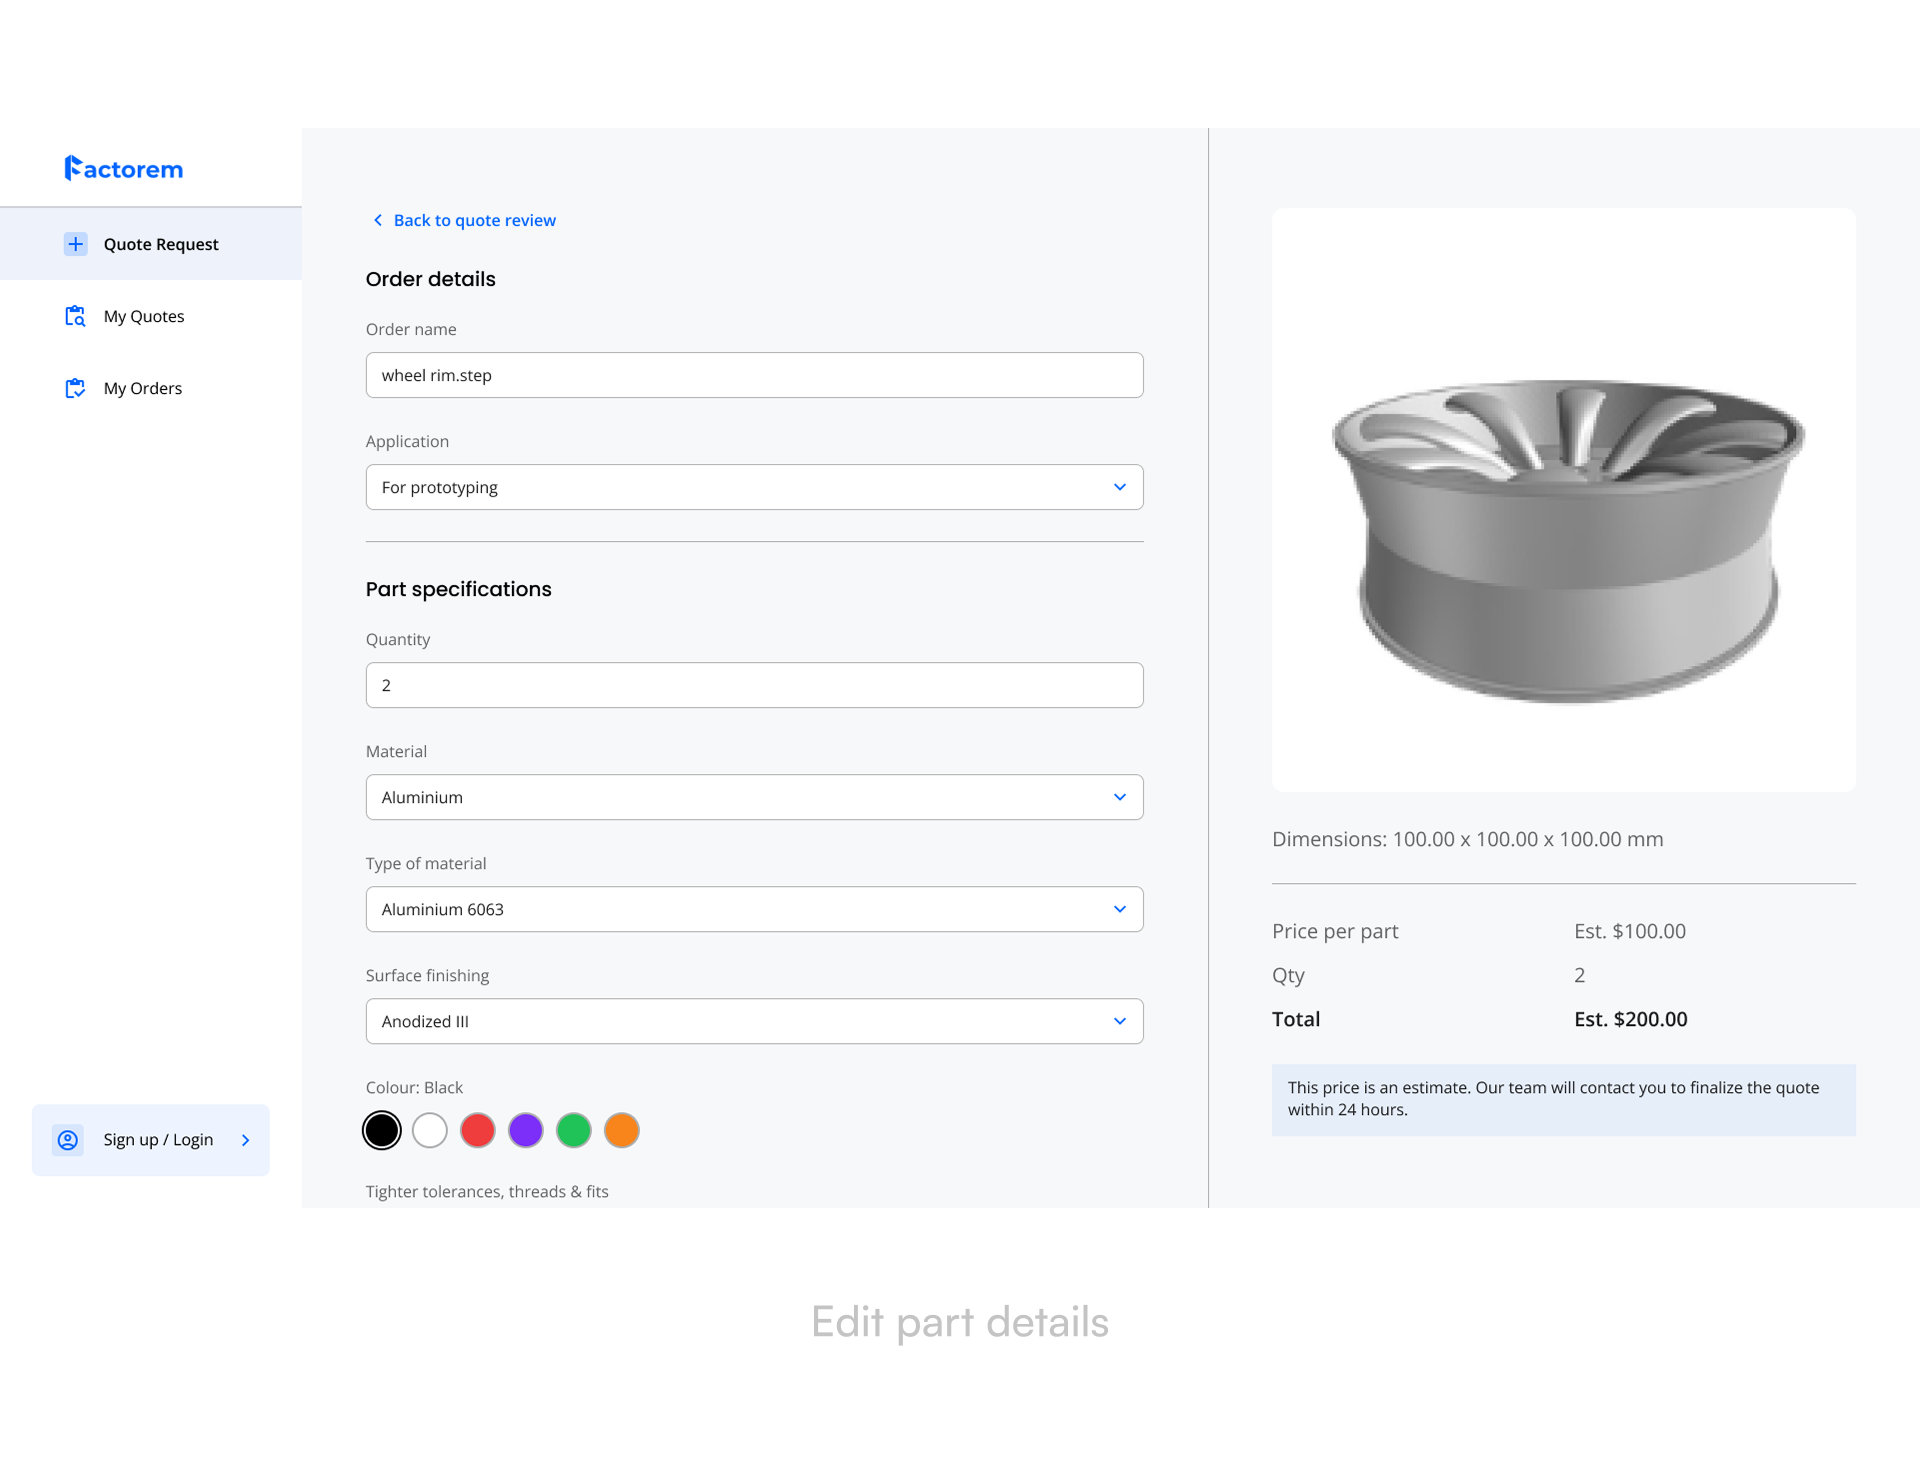 Factorem
Quote Request
My Quotes
My Orders
Sign up / Login
Back to quote review
Order details
Order name
wheel rim.step
Application
For prototyping
Part specifications
Quantity
2
Material
Aluminium
Type of material
Aluminium 6063
Surface finishing
Anodized III
Colour: Black
Tighter tolerances, threads & fits
Dimensions: 100.00 x 100.00 x 100.00 mm
Price per part Est. $100.00
Qty 2
Total Est. $200.00
This price is an estimate. Our team will contact you to finalize the quote
within 24 hours.
Edit part details